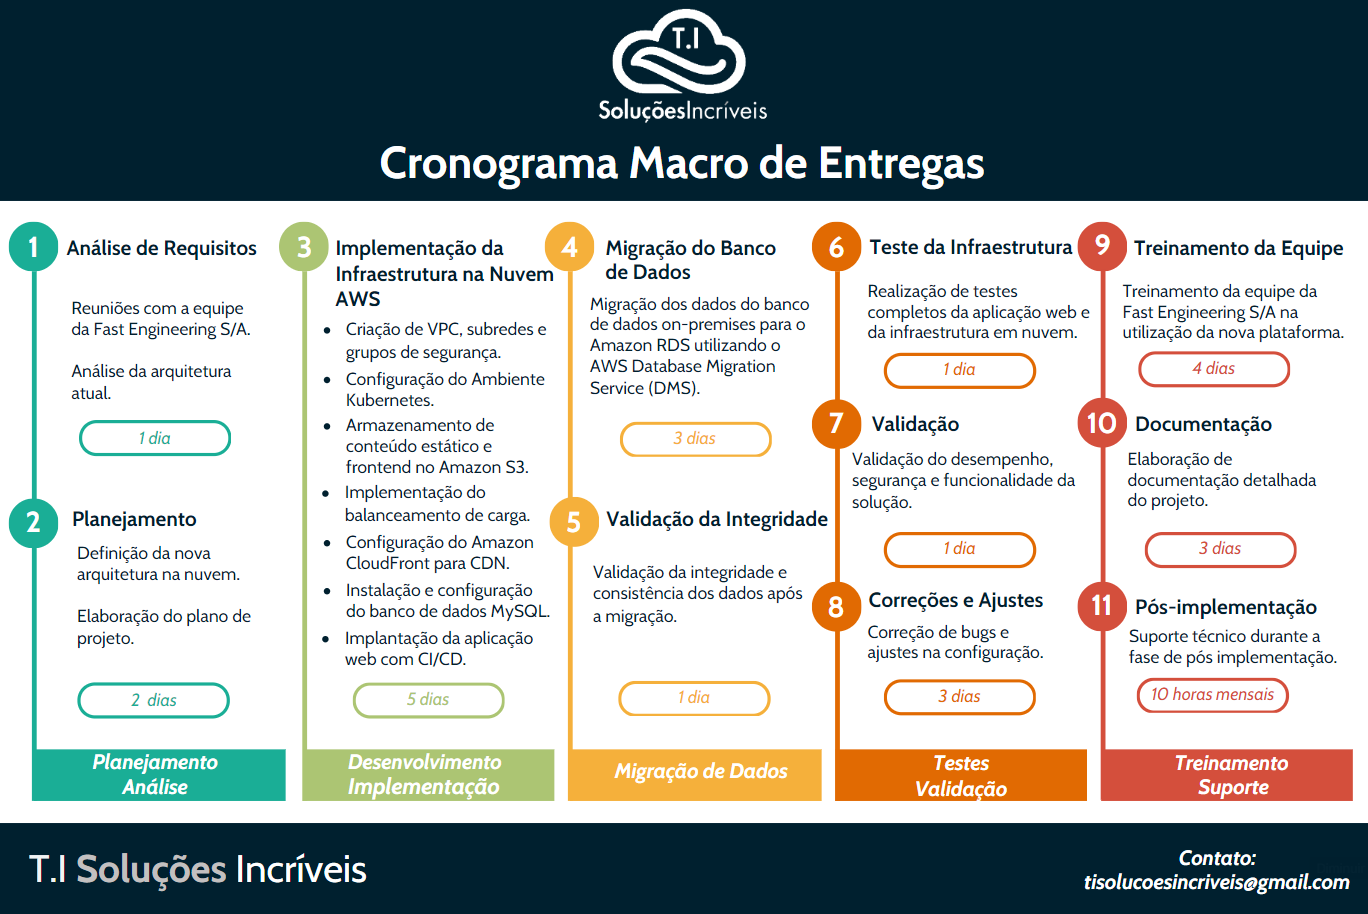 T.I
SoluçõesIncríveis
Cronograma Macro de Entregas
1
Análise de Requisitos
Reuniões com a equipe
da Fast Engineering S/A.
Análise da arquitetura
atual.
1 dia
2
Planejamento
Definição da nova
arquitetura na nuvem.
Elaboração do plano de
projeto.
2 dias
Planejamento
Análise
3
Implementação da
Infraestrutura na Nuvem
AWS
• Criação de VPC, subredes e
grupos de segurança.
• Configuração do Ambiente
Kubernetes.
• Armazenamento de
conteúdo estático e
frontend no Amazon S3.
• Implementação do
balanceamento de carga.
• Configuração do Amazon
CloudFront para CDN.
• Instalação e configuração
do banco de dados MySQL.
• Implantação da aplicação
web com CI/CD.
5 dias
Desenvolvimento
Implementação
4
Migração do Banco
de Dados
Migração dos dados do banco
de dados on-premises para o
Amazon RDS utilizando o
AWS Database Migration
Service (DMS).
3 dias
5
Validação da Integridade
Validação da integridade e
consistência dos dados após
a migração.
1 dia
Migração de Dados
6
Teste da Infraestrutura
Realização de testes
completos da aplicação web e
da infraestrutura em nuvem.
1 dia
7
Validação
Validação do desempenho,
segurança e funcionalidade da
solução.
1 dia
8
Correções e Ajustes
Correção de bugs e
ajustes na configuração.
3 dias
Testes
Validação
9
Treinamento da Equipe
Treinamento da equipe da
Fast Engineering S/A na
utilização da nova plataforma.
4 dias
10
Documentação
Elaboração de
documentação detalhada
do projeto.
3 dias
11
Pós-implementação
Suporte técnico durante a
fase de pós implementação.
10 horas mensais
Treinamento
Suporte
T.I Soluções Incríveis
Contato:
tisolucoesincriveis@gmail.com